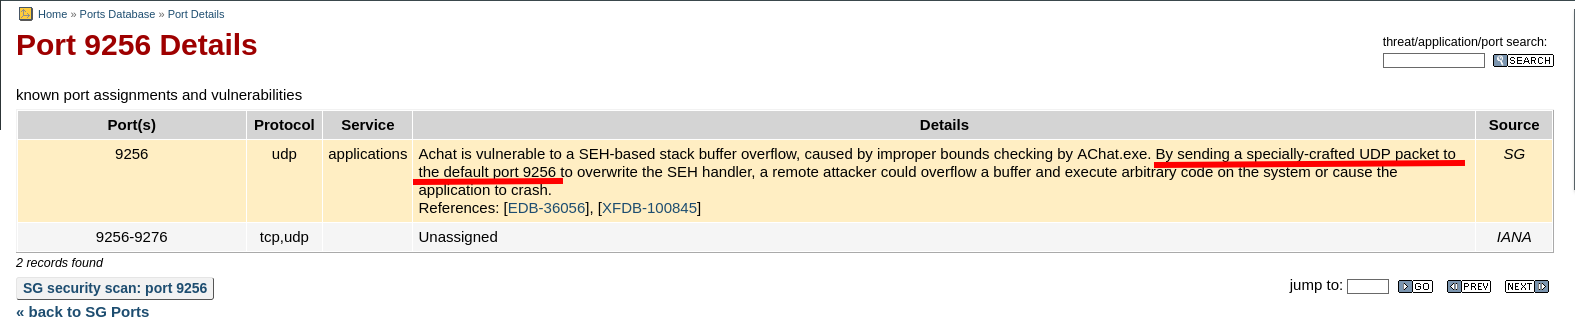 Home » Ports Database » Port Details
Port 9256 Details
threat/application/port search:
SEARCH
known port assignments and vulnerabilities
Port(s) Protocol Service Details Source
9256 udp applications Achat is vulnerable to a SEH-based stack buffer overflow, caused by improper bounds checking by AChat.exe. By sending a specially-crafted UDP packet to SG
the default port 9256 to overwrite the SEH handler, a remote attacker could overflow a buffer and execute arbitrary code on the system or cause the
application to crash.
References: [EDB-36056], [XFDB-100845]
9256-9276 tcp,udp Unassigned IANA
2 records found
SG security scan: port 9256
jump to: GO PREV NEXT
« back to SG Ports